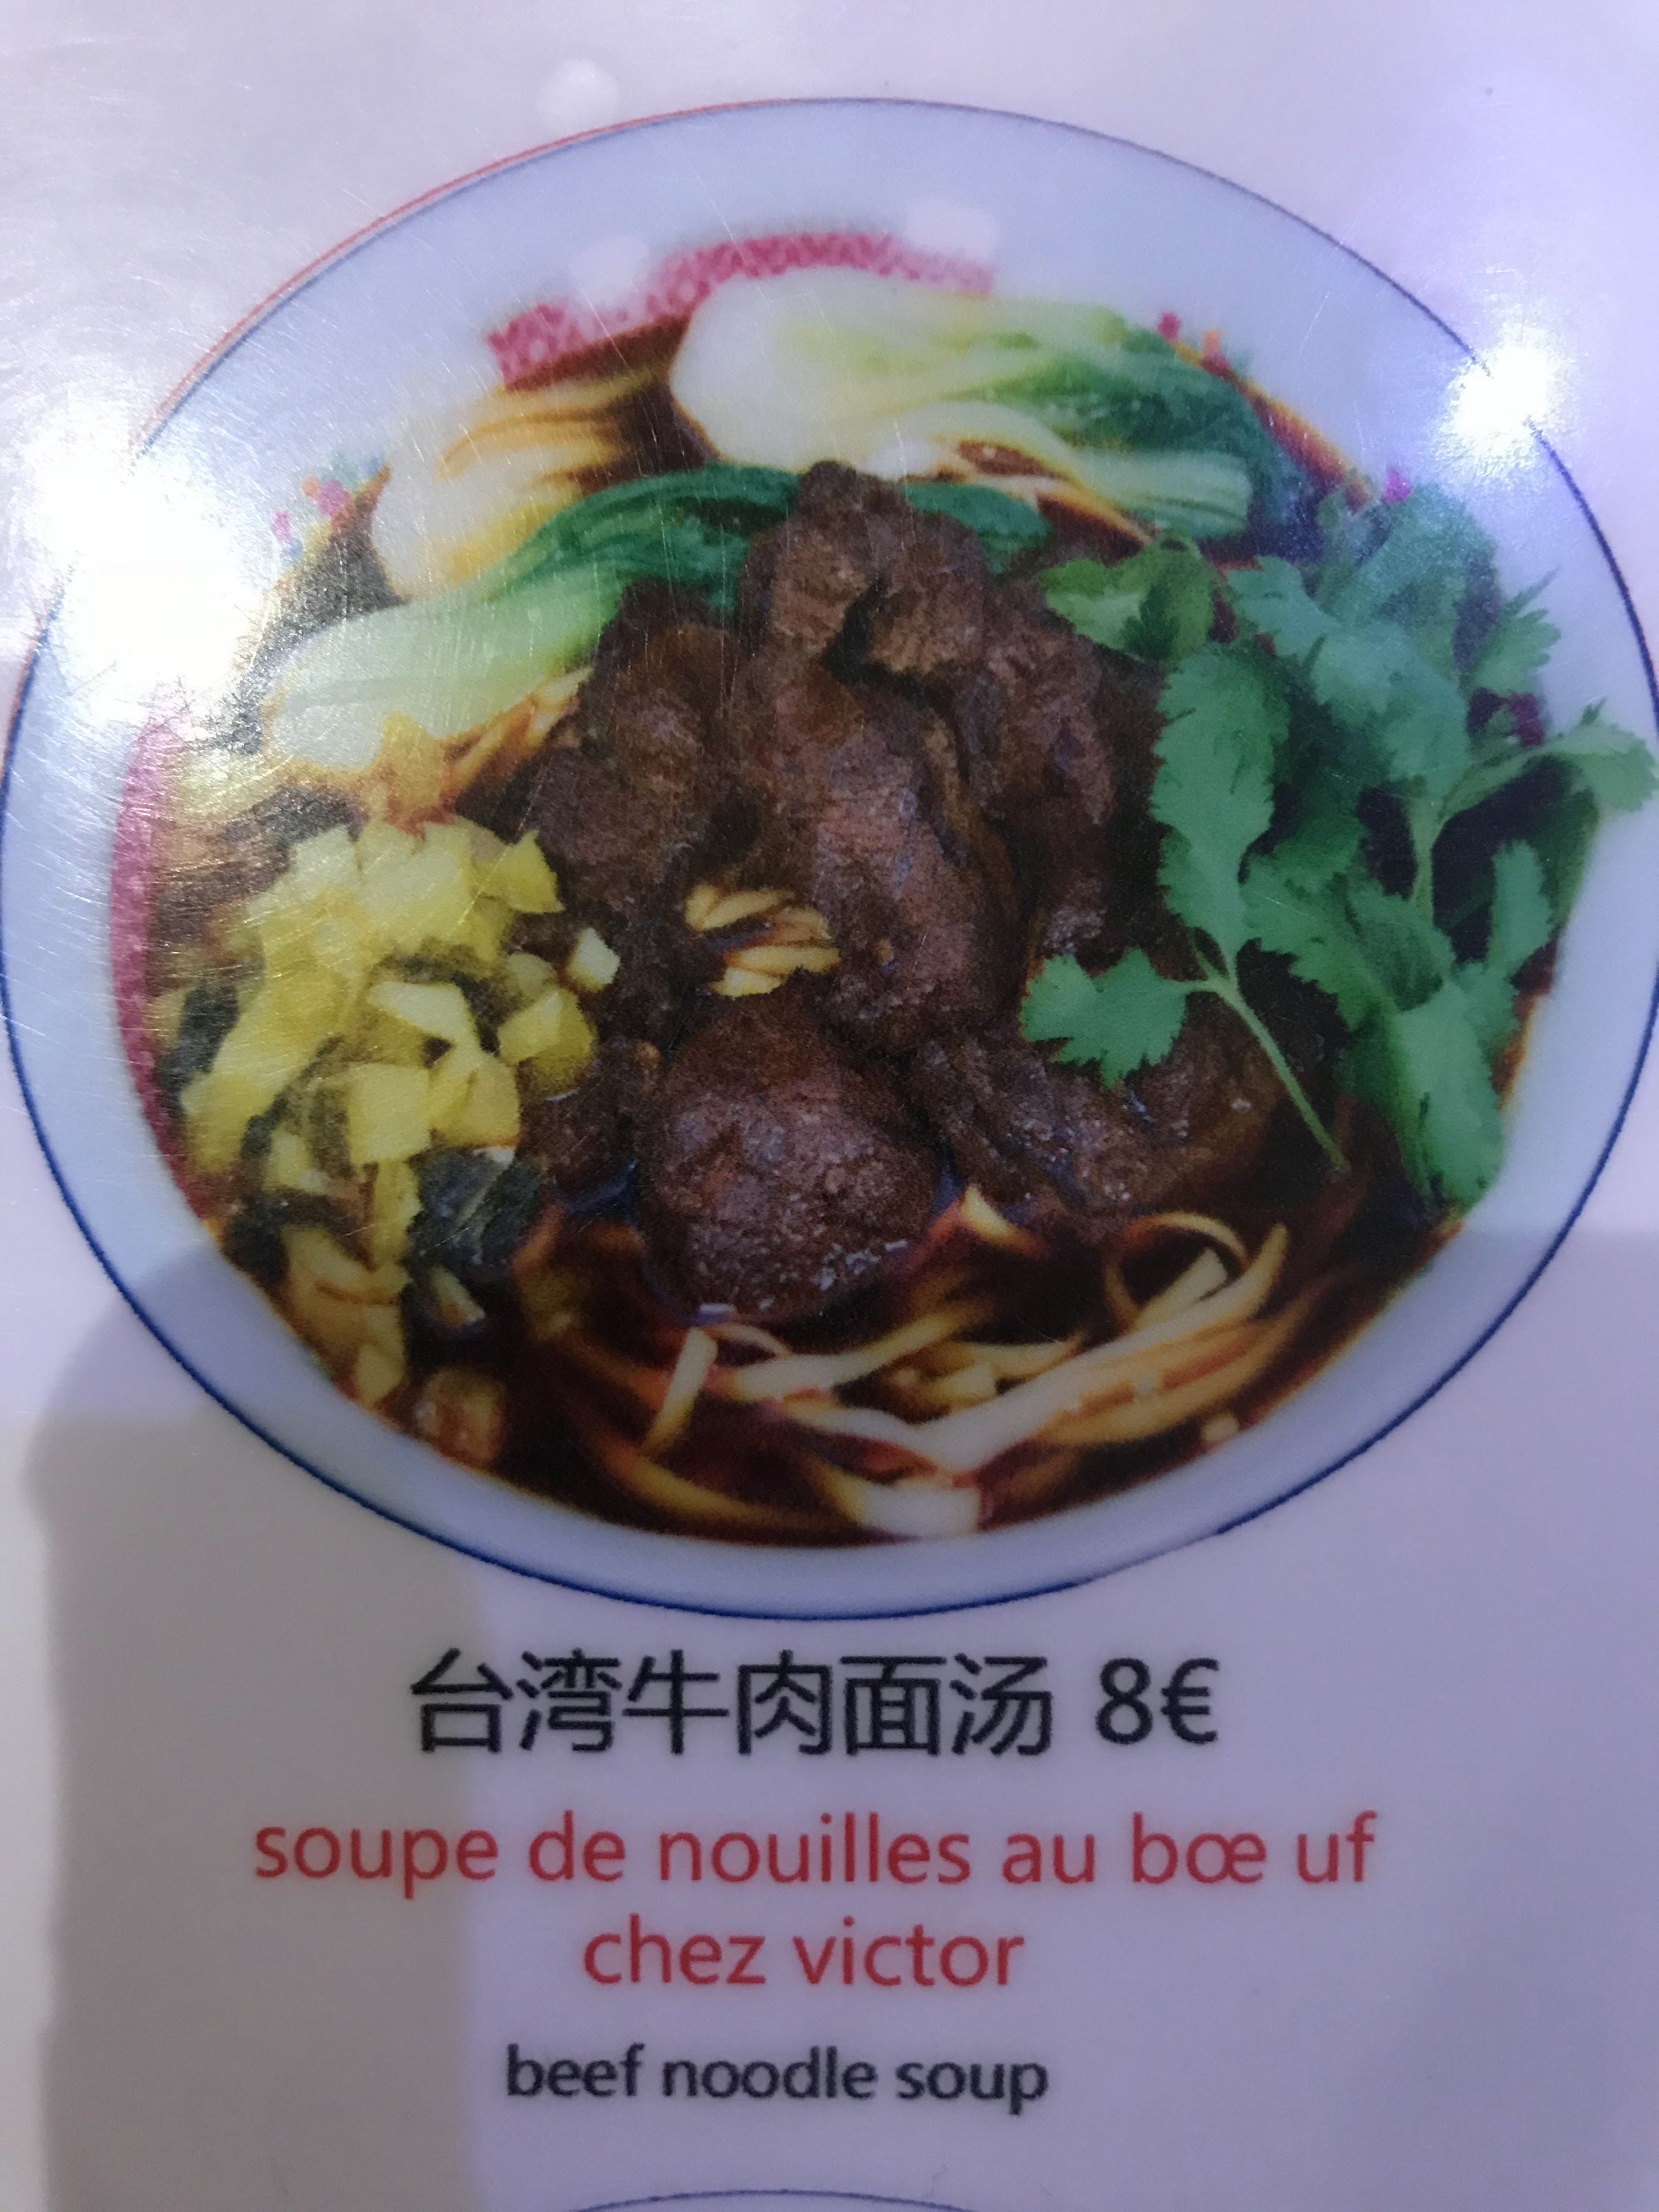 台湾牛肉面汤 8€
soupe de nouilles au bœ uf
chez victor
beef noodle soup